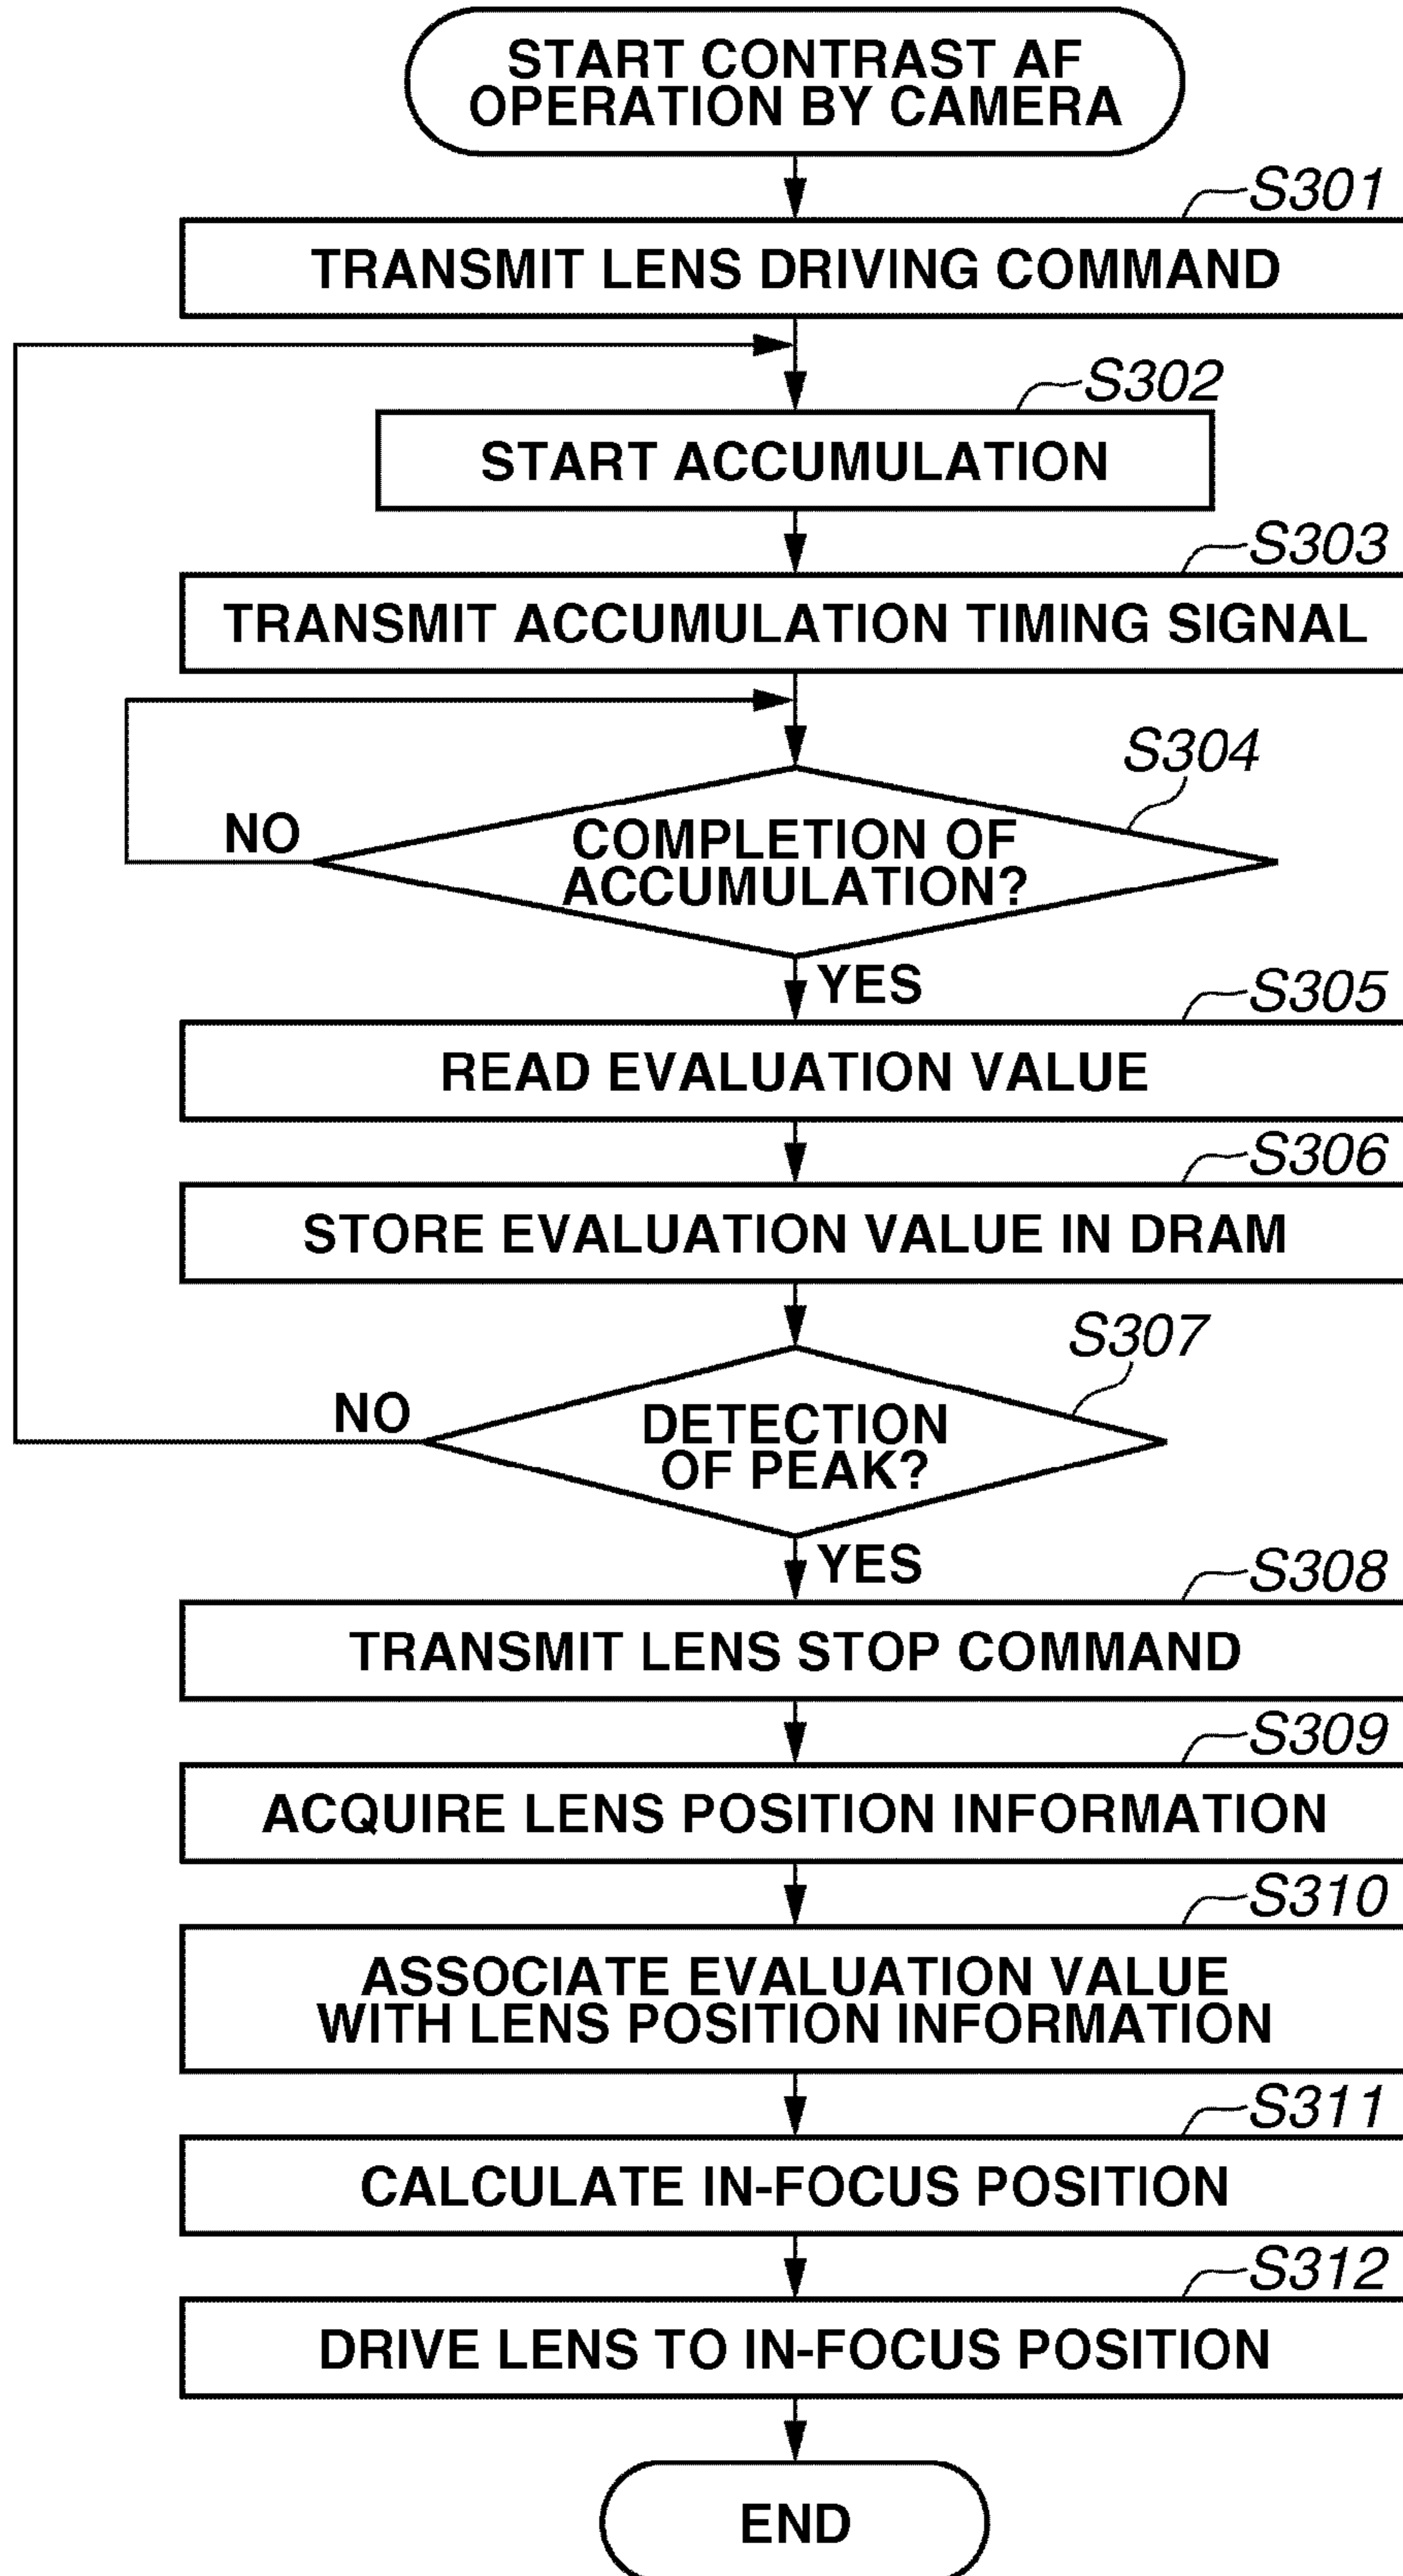 START CONTRAST AF
OPERATION BY CAMERA
S301
TRANSMIT LENS DRIVING COMMAND
S302
START ACCUMULATION
S303
TRANSMIT ACCUMULATION TIMING SIGNAL
S304
NO
COMPLETION OF
ACCUMULATION?
YES
S305
READ EVALUATION VALUE
S306
STORE EVALUATION VALUE IN DRAM
S307
NO
DETECTION
OF PEAK?
YES
S308
TRANSMIT LENS STOP COMMAND
S309
ACQUIRE LENS POSITION INFORMATION
S310
ASSOCIATE EVALUATION VALUE
WITH LENS POSITION INFORMATION
S311
CALCULATE IN-FOCUS POSITION
S312
DRIVE LENS TO IN-FOCUS POSITION
END